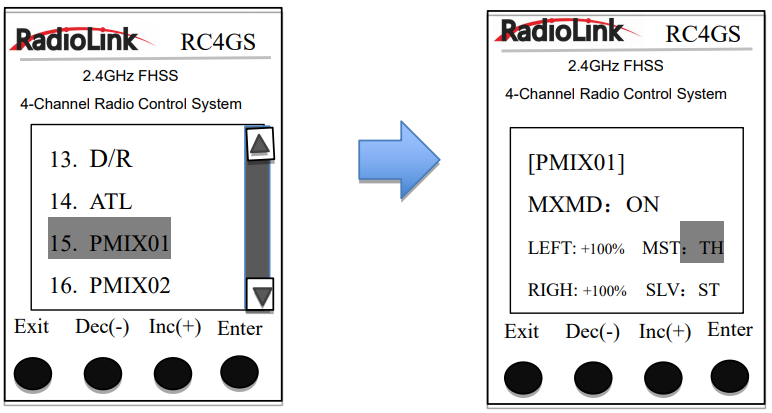 RadioLink RC4GS
2.4GHz FHSS
4-Channel Radio Control System
13. D/R
14. ATL
15. PMIX01
16. PMIX02
Exit Dec(-) Inc(+) Enter
RadioLink RC4GS
2.4GHz FHSS
4-Channel Radio Control System
[PMIX01]
MXMD：ON
LEFT: +100% MST：TH
RIGH: +100% SLV：ST
Exit Dec(-) Inc(+) Enter